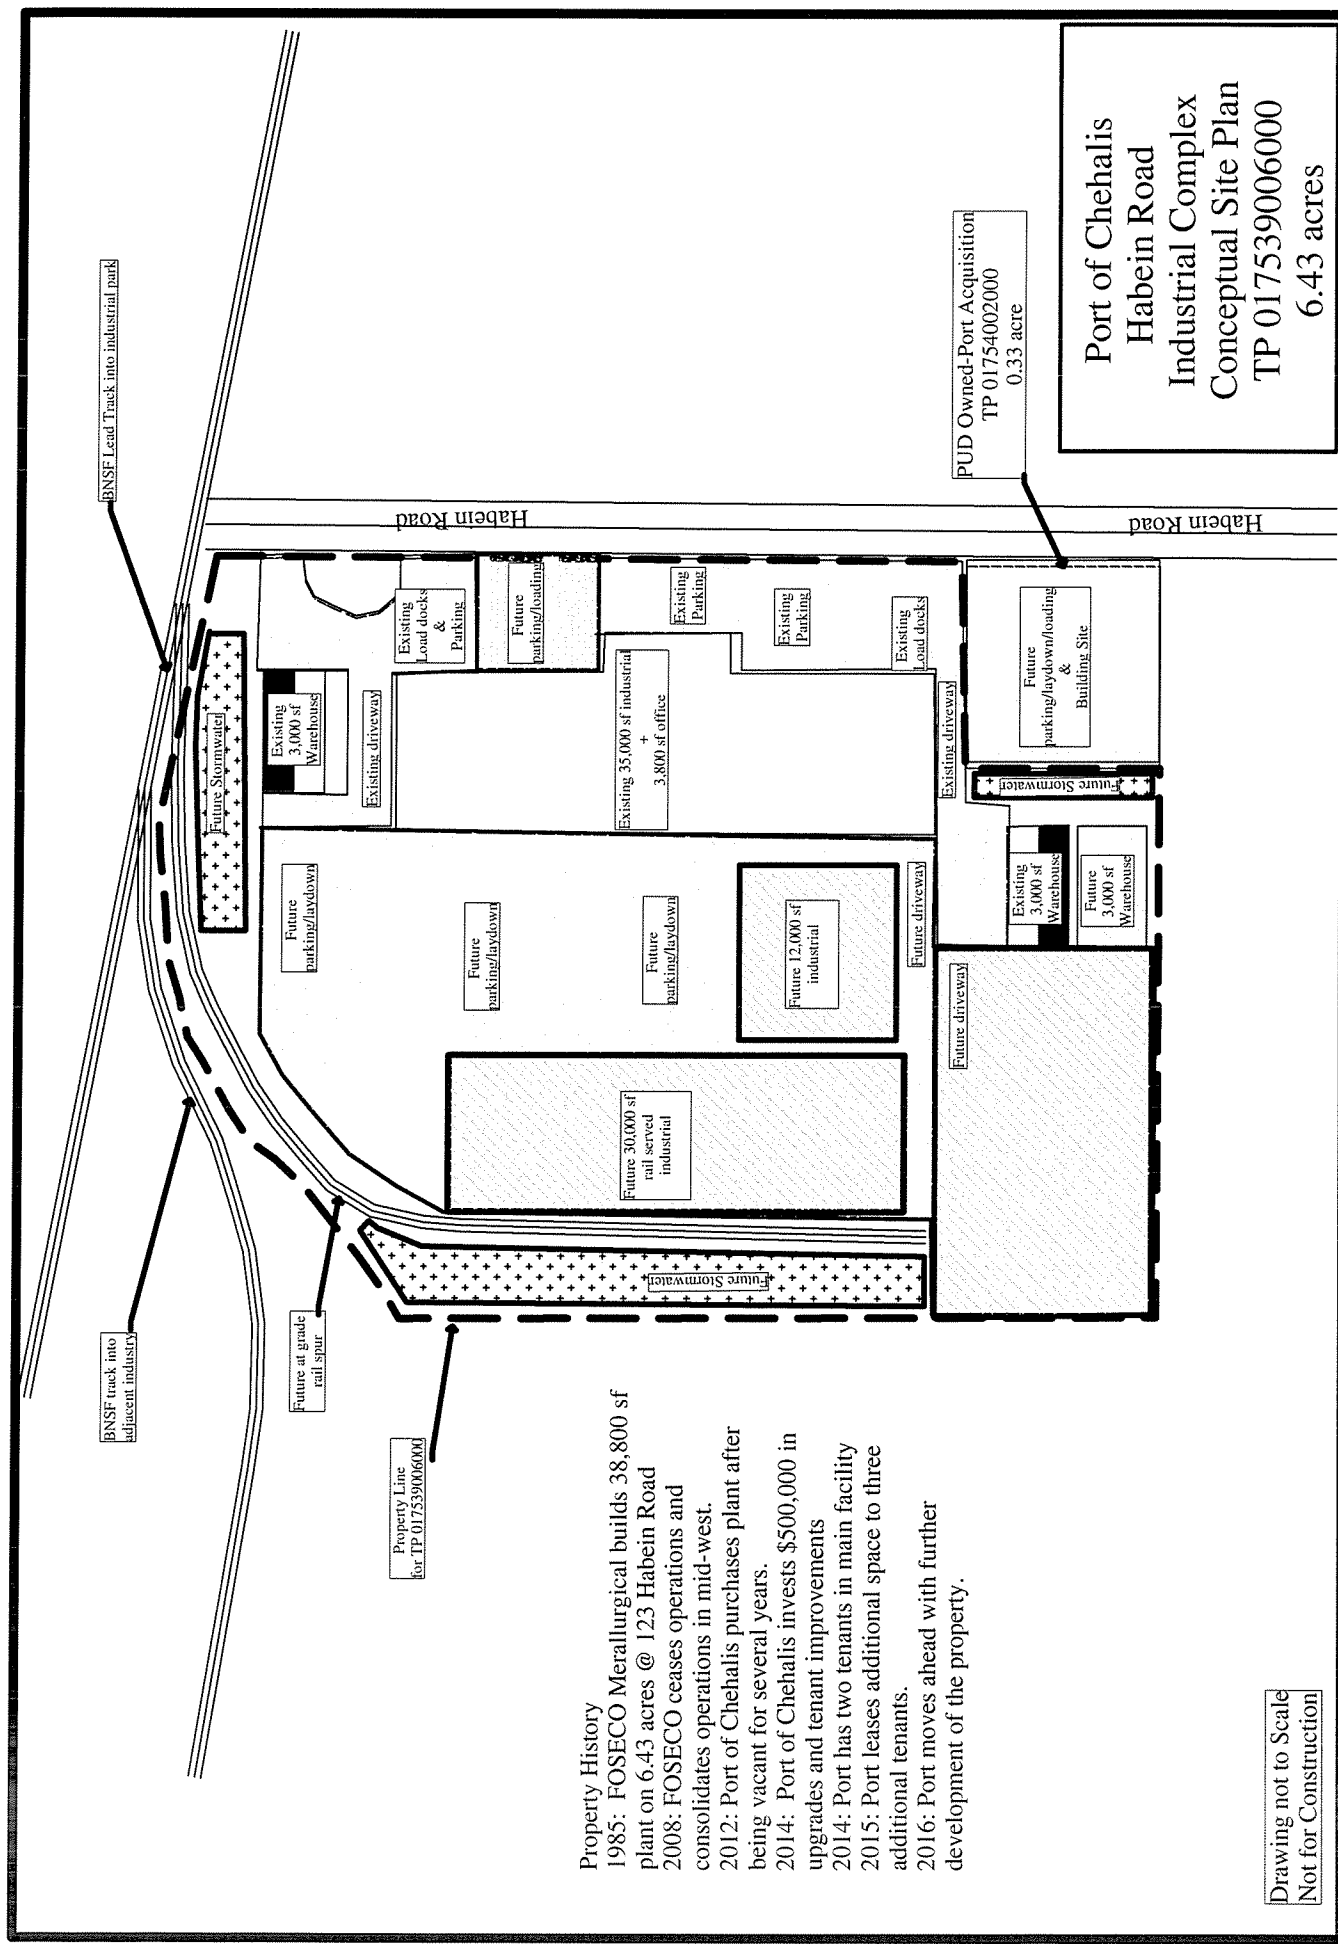 BNSF track into
adjacent industry
BNSF Lead Track into industrial park
Future at grade
rail spur
Property Line
for TP 017539006000
Future Stormwater
Existing
3,000 sf
Warehouse
Existing
Load docks
&
Parking
Habein Road
Future
parking/laydown
Existing driveway
Future
parking/loading
Future
parking/laydown
Existing 35,000 sf industrial
+
3,800 sf office
Existing
Parking
Future 30,000 sf
rail served
industrial
Future
parking/laydown
Existing
Parking
Future Stormwater
Future 12,000 sf
industrial
Existing
Load docks
Future driveway
Existing driveway
Future driveway
Existing
3,000 sf
Warehouse
Future
3,000 sf
Warehouse
Future Stormwater
Future
parking/laydown/loading
&
Building Site
PUD Owned-Port Acquisition
TP 01754002000
0.33 acre
Habein Road
Property History
1985: FOSECO Merallurgical builds 38,800 sf
plant on 6.43 acres @ 123 Habein Road
2008: FOSECO ceases operations and
consolidates operations in mid-west.
2012: Port of Chehalis purchases plant after
being vacant for several years.
2014: Port of Chehalis invests $500,000 in
upgrades and tenant improvements
2014: Port has two tenants in main facility
2015: Port leases additional space to three
additional tenants.
2016: Port moves ahead with further
development of the property.
Port of Chehalis
Habein Road
Industrial Complex
Conceptual Site Plan
TP 017539006000
6.43 acres
Drawing not to Scale
Not for Construction